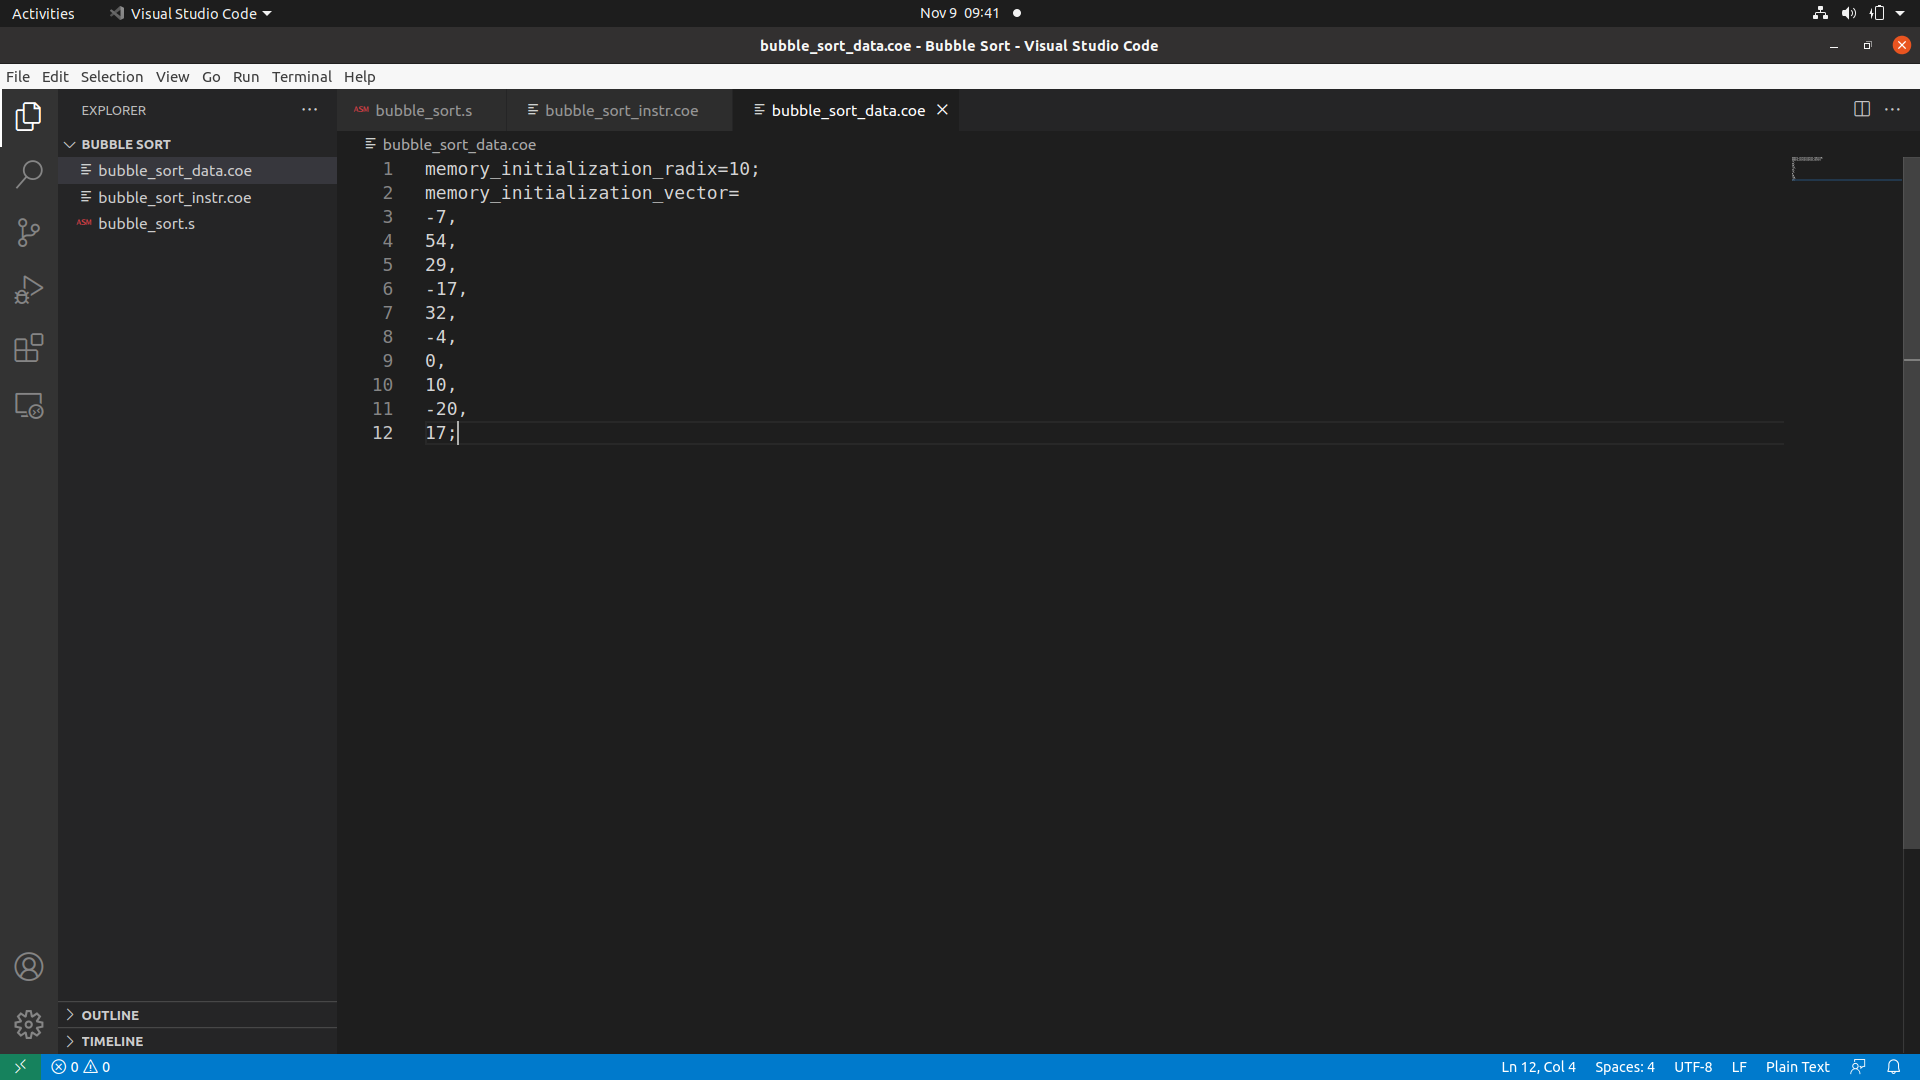 Activities Visual Studio Code Nov 9 09:41
bubble_sort_data.coe - Bubble Sort - Visual Studio Code
File Edit Selection View Go Run Terminal Help
EXPLORER
BUBBLE SORT
bubble_sort_data.coe
bubble_sort_instr.coe
ASM bubble_sort.s
OUTLINE
TIMELINE
ASM bubble_sort.s bubble_sort_instr.coe bubble_sort_data.coe
bubble_sort_data.coe
1 memory_initialization_radix=10;
2 memory_initialization_vector=
3 -7,
4 54,
5 29,
6 -17,
7 32,
8 -4,
9 0,
10 10,
11 -20,
12 17;
0 0 Ln 12, Col 4 Spaces: 4 UTF-8 LF Plain Text